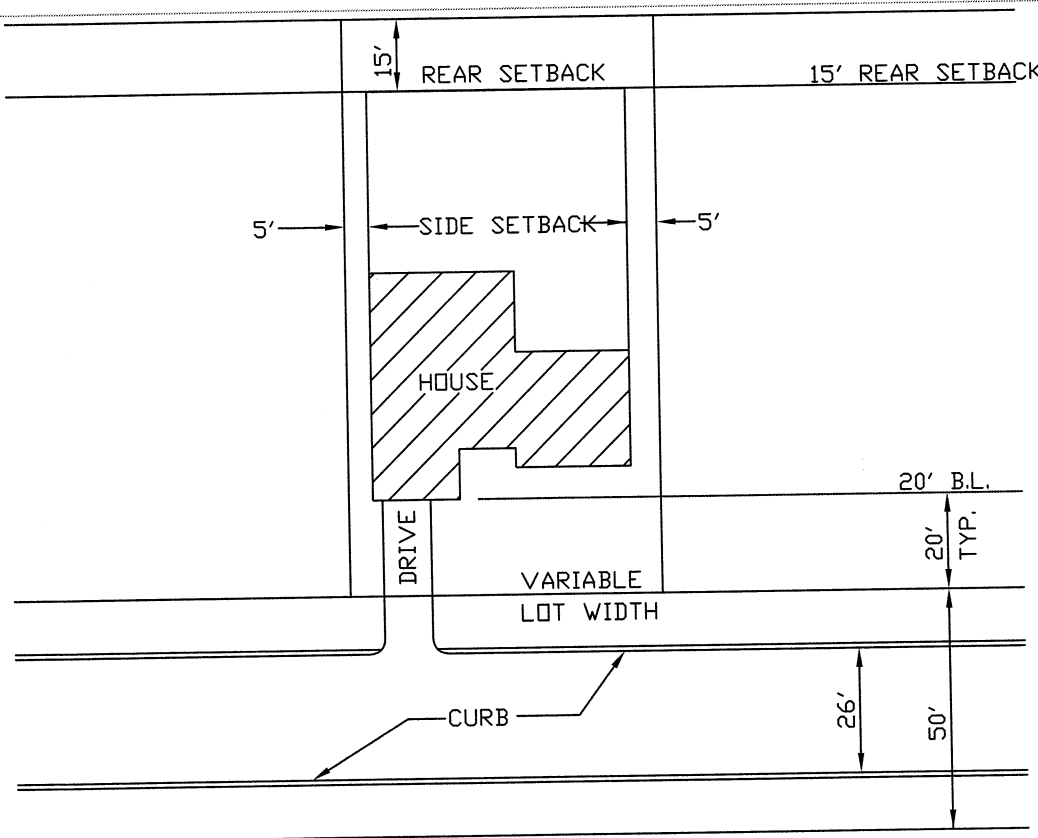 15'
REAR SETBACK
15' REAR SETBACK
5'
SIDE SETBACK
5'
HOUSE
20' B.L.
DRIVE
20'
TYP.
VARIABLE
LOT WIDTH
CURB
26'
50'